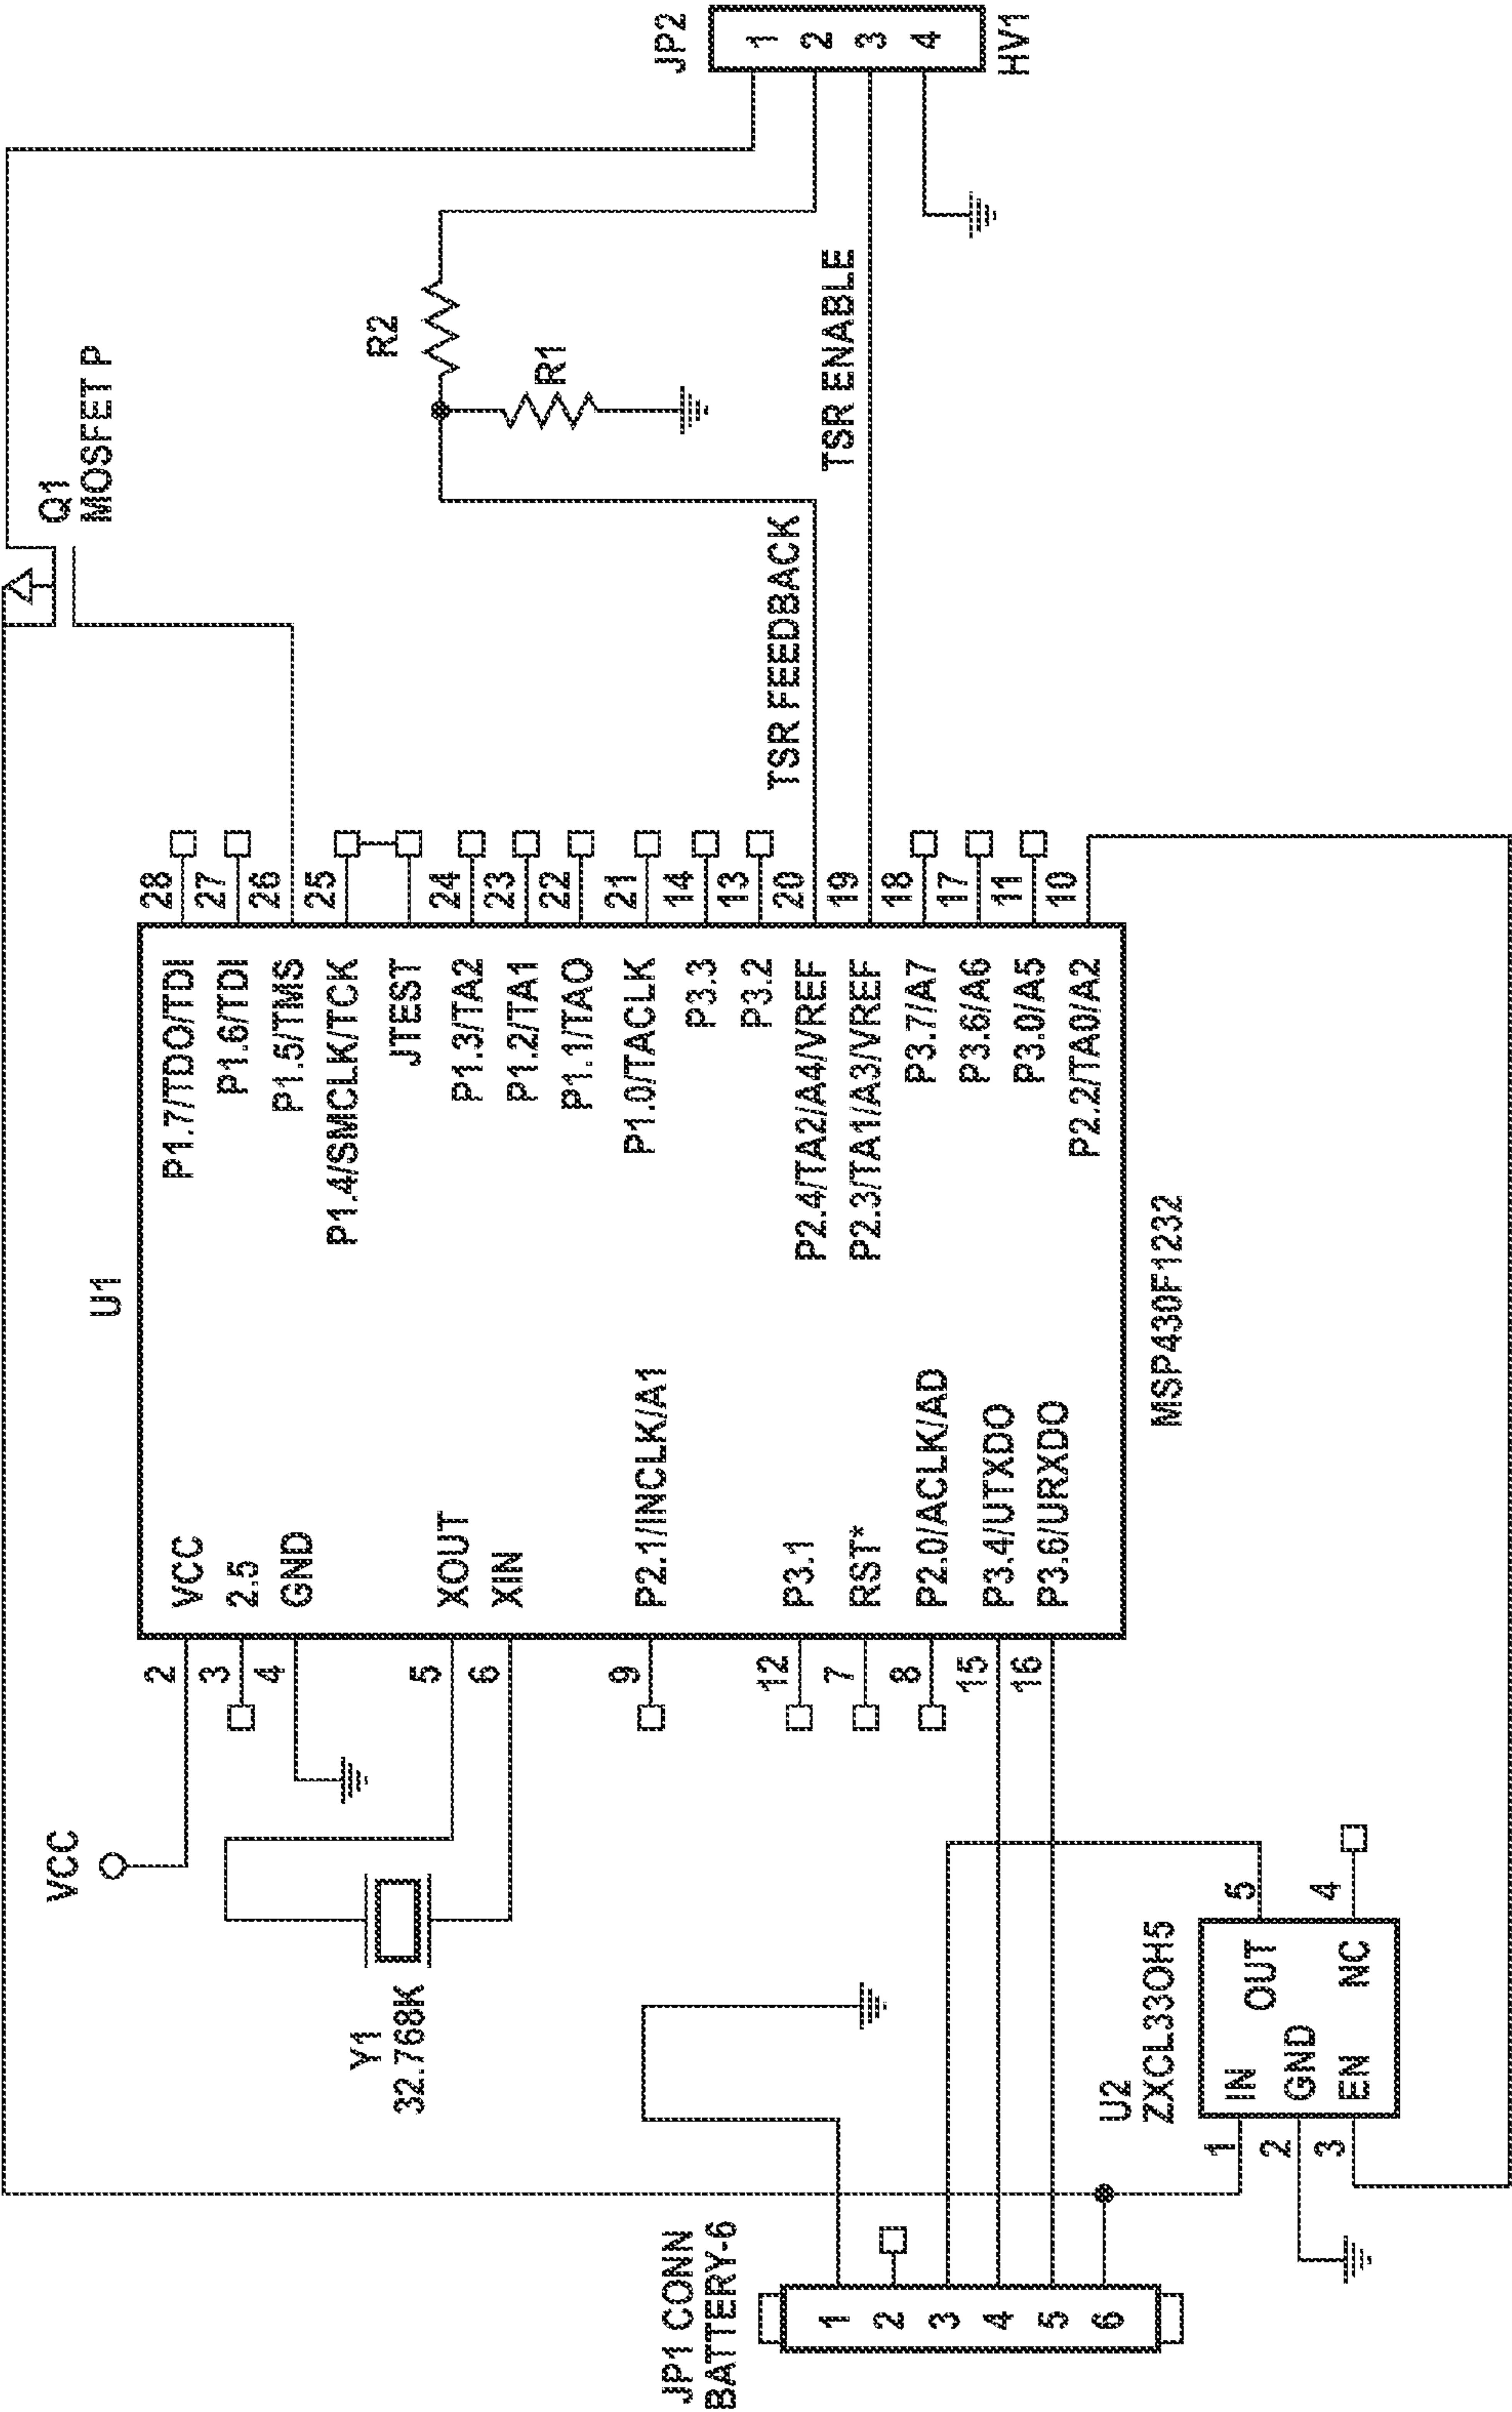 VCC
U1
Q1
MOSFET P
JP2
1
2
3
4
HV1
R2
R1
TSR FEEDBACK
TSR ENABLE
Y1
32.768K
2
VCC
3
2.5
4
GND
5
XOUT
6
XIN
9
P2.1/INCLK/A1
12
P3.1
7
RST*
8
P2.0/ACLK/AD
15
P3.4/UTXDO
16
P3.6/URXDO
P1.7/TDO/TDI
28
P1.6/TDI
27
P1.5/TMS
26
P1.4/SMCLK/TCK
25
JTEST
P1.3/TA2
24
P1.2/TA1
23
P1.1/TAO
22
P1.0/TACLK
21
P3.3
14
P3.2
13
P2.4/TA2/A4/VREF
20
P2.3/TA1/A3/VREF
19
P3.7/A7
18
P3.6/A6
17
P3.0/A5
11
P2.2/TA0/A2
10
MSP430F1232
JP1 CONN
BATTERY-6
1
2
3
4
5
6
U2
ZXCL33OH5
1
IN
2
GND
3
EN
OUT
5
NC
4